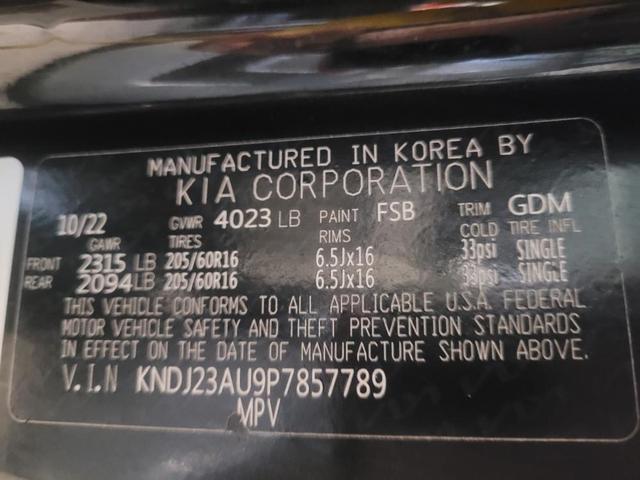 MANUFACTURED IN KOREA BY
KIA CORPORATION
10/22 GVWR 4023 LB PAINT FSB TRIM GDM
GAWR TIRES RIMS COLD TIRE INFL
FRONT 2315 LB 205/60R16 6.5Jx16 33psi SINGLE
REAR 2094 LB 205/60R16 6.5Jx16 33psi SINGLE
THIS VEHICLE CONFORMS TO ALL APPLICABLE U.S.A. FEDERAL
MOTOR VEHICLE SAFETY AND THEFT PREVENTION STANDARDS
IN EFFECT ON THE DATE OF MANUFACTURE SHOWN ABOVE.
V.I.N KNDJ23AU9P7857789
MPV